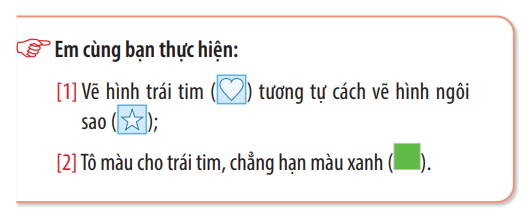 Em cùng bạn thực hiện:
[1] Vẽ hình trái tim () tương tự cách vẽ hình ngôi
sao ();
[2] Tô màu cho trái tim, chẳng hạn màu xanh ().